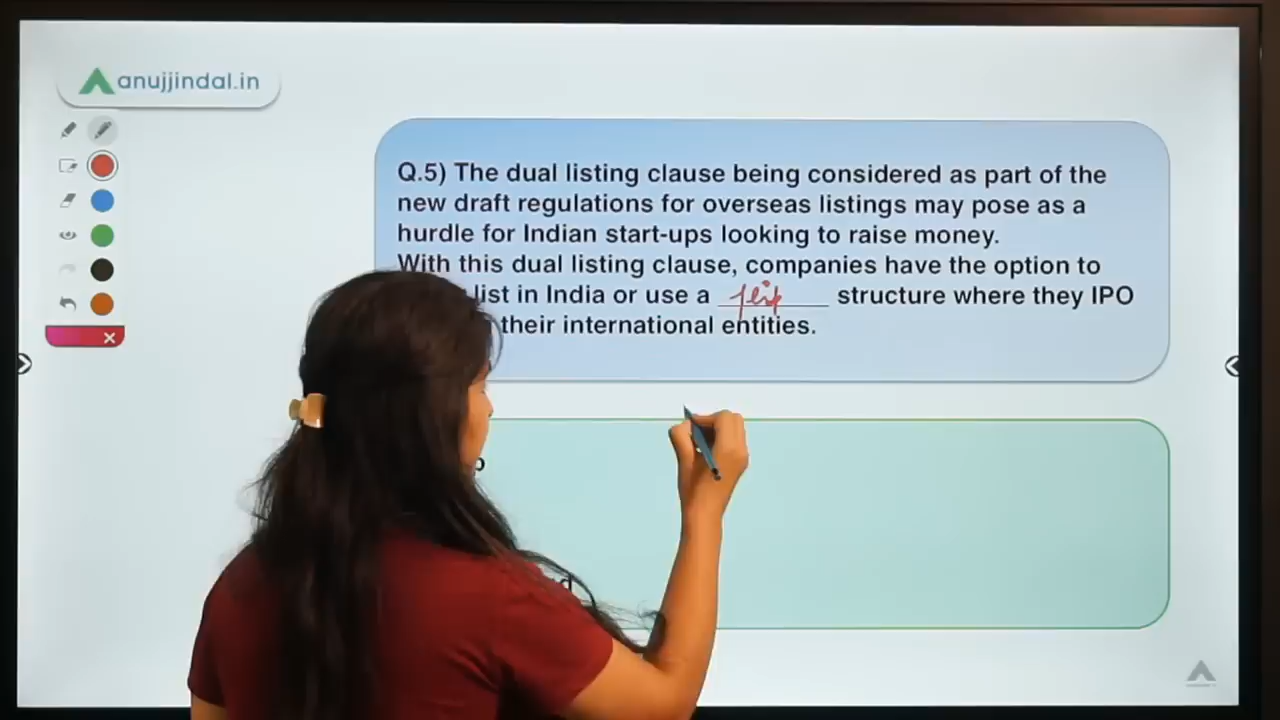 anujjindal.in
Q.5) The dual listing clause being considered as part of the
new draft regulations for overseas listings may pose as a
hurdle for Indian start-ups looking to raise money.
With this dual listing clause, companies have the option to
list in India or use a flip structure where they IPO
their international entities.